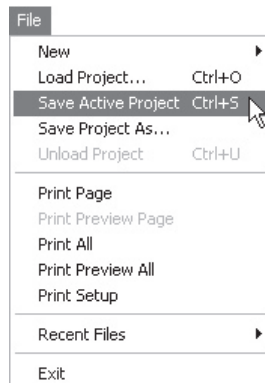 File
New
Load Project... Ctrl+O
Save Active Project Ctrl+S
Save Project As...
Unload Project Ctrl+U
Print Page
Print Preview Page
Print All
Print Preview All
Print Setup
Recent Files
Exit